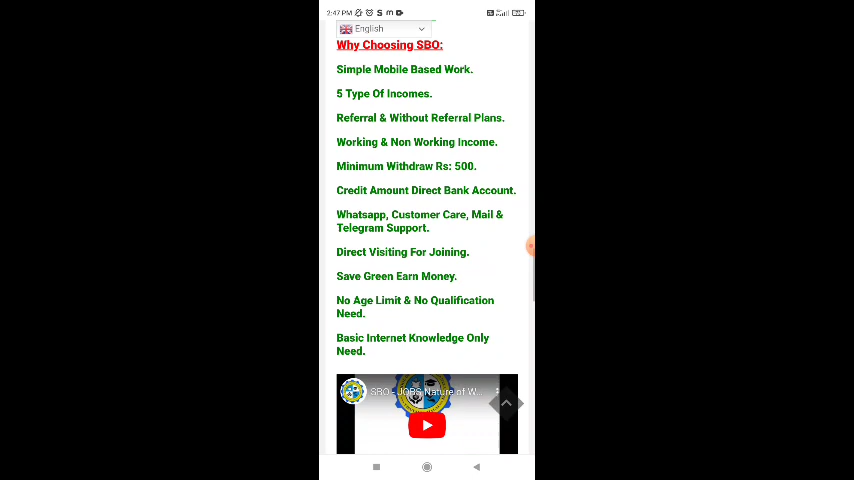 2:47 PM
English
Why Choosing SBO:
Simple Mobile Based Work.
5 Type Of Incomes.
Referral & Without Referral Plans.
Working & Non Working Income.
Minimum Withdraw Rs: 500.
Credit Amount Direct Bank Account.
Whatsapp, Customer Care, Mail &
Telegram Support.
Direct Visiting For Joining.
Save Green Earn Money.
No Age Limit & No Qualification
Need.
Basic Internet Knowledge Only
Need.
SBO - JOBS Nature of W...